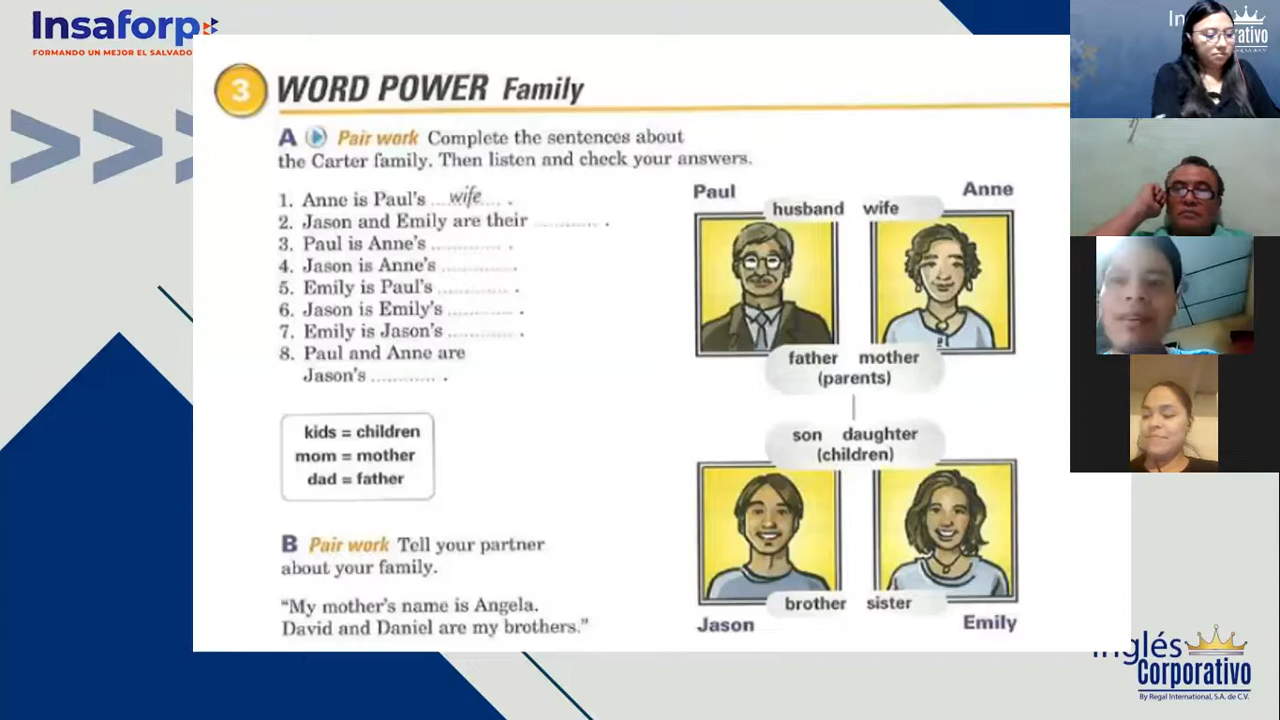 Insaforp
FORMANDO UN MEJOR EL SALVADO
3 WORD POWER Family
A Pair work Complete the sentences about
the Carter family. Then listen and check your answers.
1. Anne is Paul's wife .
2. Jason and Emily are their .......... .
3. Paul is Anne's .......... .
4. Jason is Anne's .......... .
5. Emily is Paul's .......... .
6. Jason is Emily's .......... .
7. Emily is Jason's .......... .
8. Paul and Anne are
Jason's .......... .
kids = children
mom = mother
dad = father
B Pair work Tell your partner
about your family.
"My mother's name is Angela.
David and Daniel are my brothers."
Paul
Anne
husband wife
father mother
(parents)
son daughter
(children)
brother sister
Jason
Emily
Inglés
Corporativo
By Regal International, S.A. de C.V.